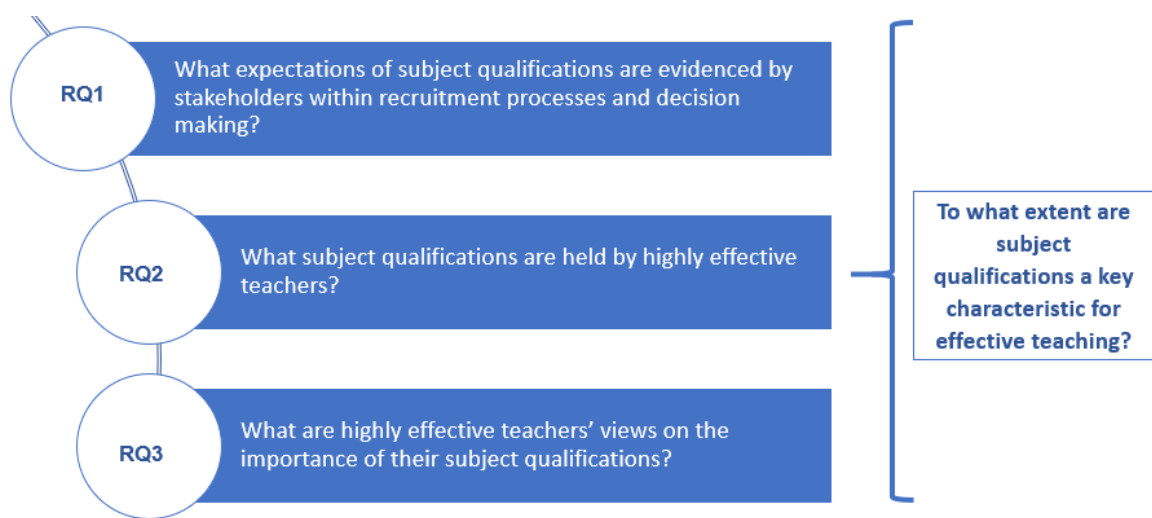 RQ1
What expectations of subject qualifications are evidenced by
stakeholders within recruitment processes and decision
making?
RQ2
What subject qualifications are held by highly effective
teachers?
RQ3
What are highly effective teachers’ views on the
importance of their subject qualifications?
To what extent are
subject
qualifications a key
characteristic for
effective teaching?